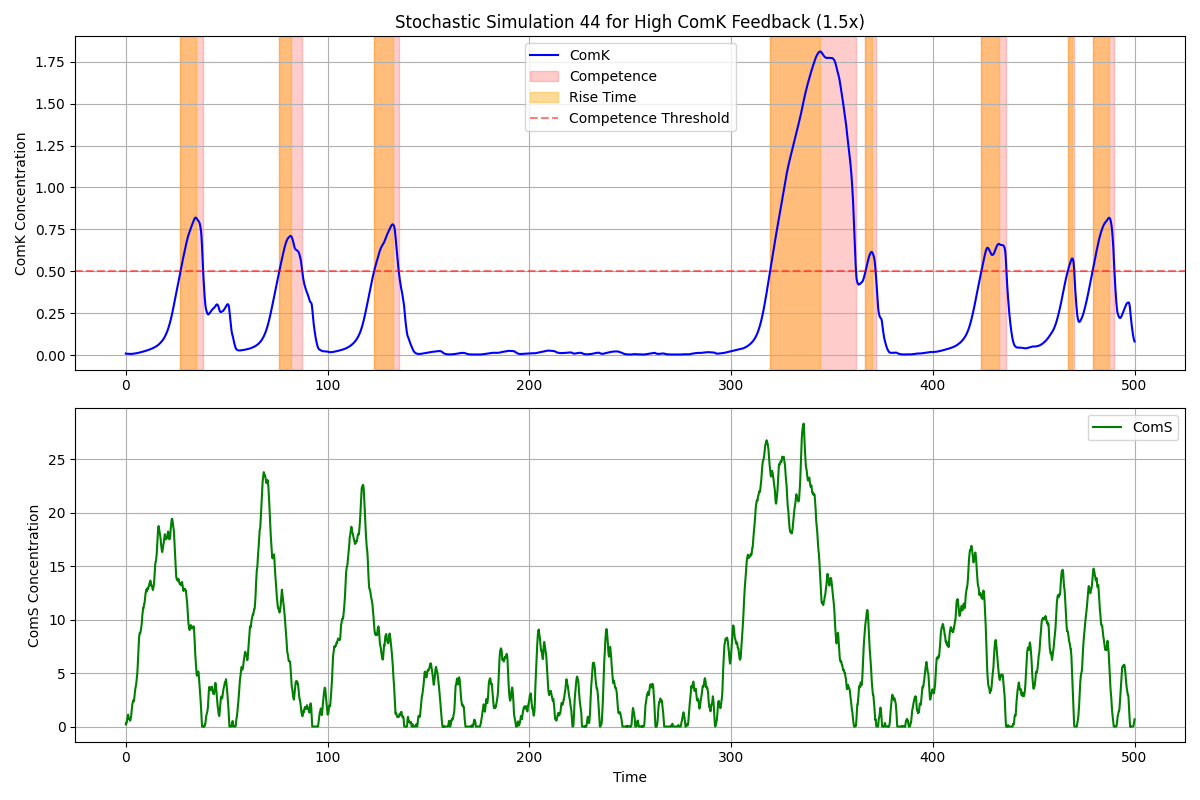 Stochastic Simulation 44 for High ComK Feedback (1.5x)
ComK
Competence
Rise Time
Competence Threshold
ComK Concentration
1.75
1.50
1.25
1.00
0.75
0.50
0.25
0.00
0 100 200 300 400 500
ComS
ComS Concentration
25
20
15
10
5
0
0 100 200 300 400 500
Time